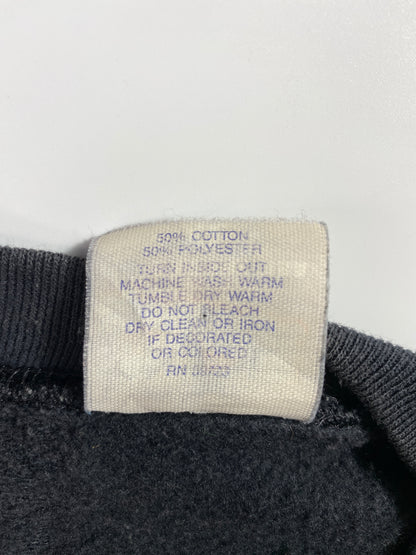 50% COTTON
50% POLYESTER
TURN INSIDE OUT
MACHINE WASH WARM
TUMBLE DRY WARM
DO NOT BLEACH
DRY CLEAN OR IRON
IF DECORATED
OR COLORED
RN